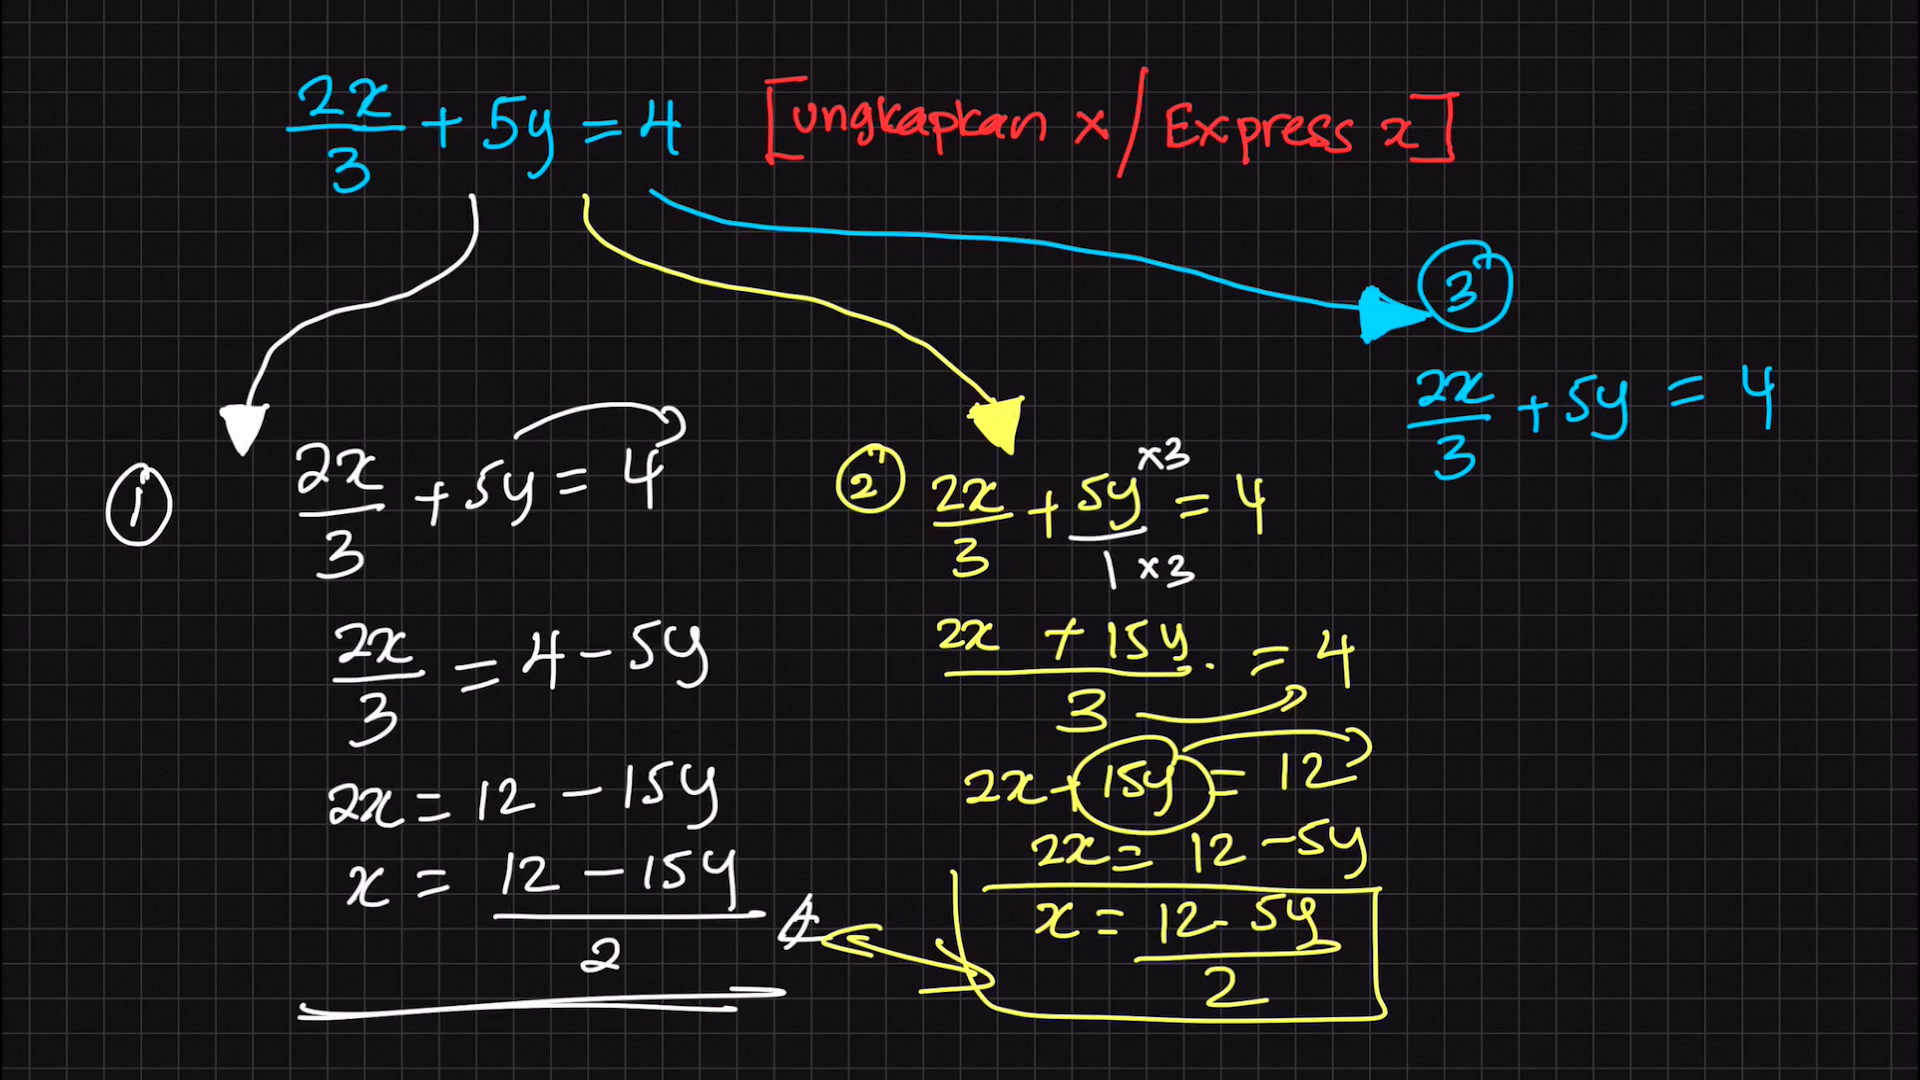 2x/3 + 5y = 4 [ungkapkan x / Express x]
①
2x/3 + 5y = 4
2x/3 = 4 - 5y
2x = 12 - 15y
x = (12 - 15y)/2
②
2x/3 + 5y/1 = 4
×3
×3
(2x + 15y)/3 = 4
2x + 15y = 12
2x = 12 - 5y
x = (12 - 5y)/2
③
2x/3 + 5y = 4